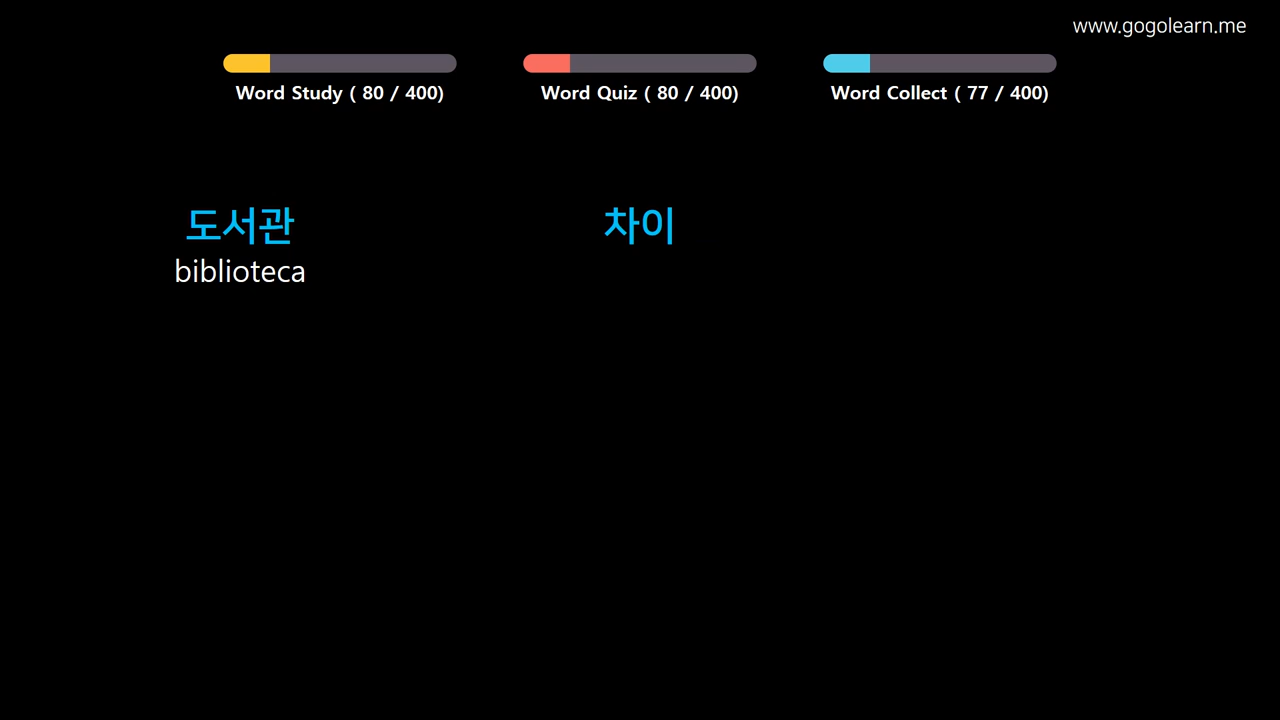 www.gogolearn.me
Word Study ( 80 / 400)
Word Quiz ( 80 / 400)
Word Collect ( 77 / 400)
도서관
biblioteca
차이